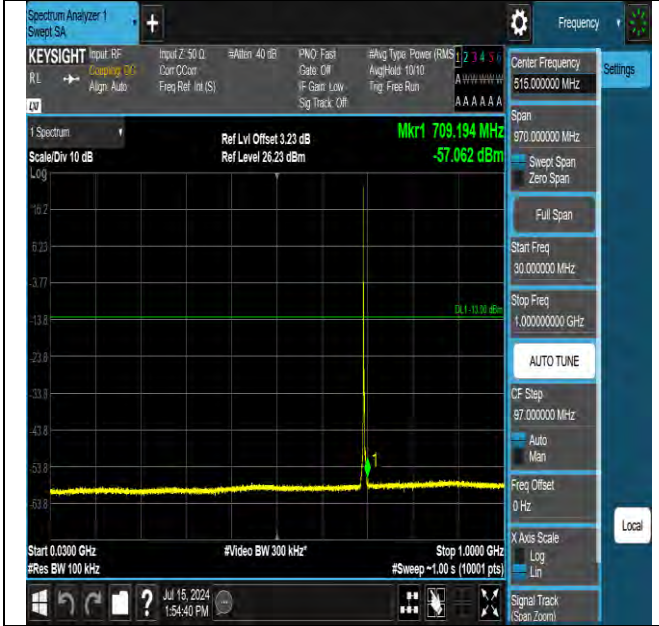 Spectrum Analyzer 1
Swept SA
Frequency
KEYSIGHT
RL
LXI
Input: RF
Coupling: DC
Align: Auto
Input Z: 50 Ω
Corr CCorr
Freq Ref: Int (S)
#Atten: 40 dB
PNO: Fast
Gate: Off
IF Gain: Low
Sig Track: Off
#Avg Type: Power (RMS
Avg|Hold: 10/10
Trig: Free Run
1 2 3 4 5 6
A W W W W W
A A A A A A
1 Spectrum
Scale/Div 10 dB
Log
Ref Lvl Offset 3.23 dB
Ref Level 26.23 dBm
Mkr1 709.194 MHz
-57.062 dBm
16.2
6.23
-3.77
-13.8
-23.8
-33.8
-43.8
-53.8
-63.8
DL1 -13.00 dBm
1
Start 0.0300 GHz
#Res BW 100 kHz
#Video BW 300 kHz*
Stop 1.0000 GHz
#Sweep ~1.00 s (10001 pts)
Jul 15, 2024
1:54:40 PM
Center Frequency
515.000000 MHz
Settings
Span
970.000000 MHz
Swept Span
Zero Span
Full Span
Start Freq
30.000000 MHz
Stop Freq
1.000000000 GHz
AUTO TUNE
CF Step
97.000000 MHz
Auto
Man
Freq Offset
0 Hz
X Axis Scale
Log
Lin
Local
Signal Track
(Span Zoom)